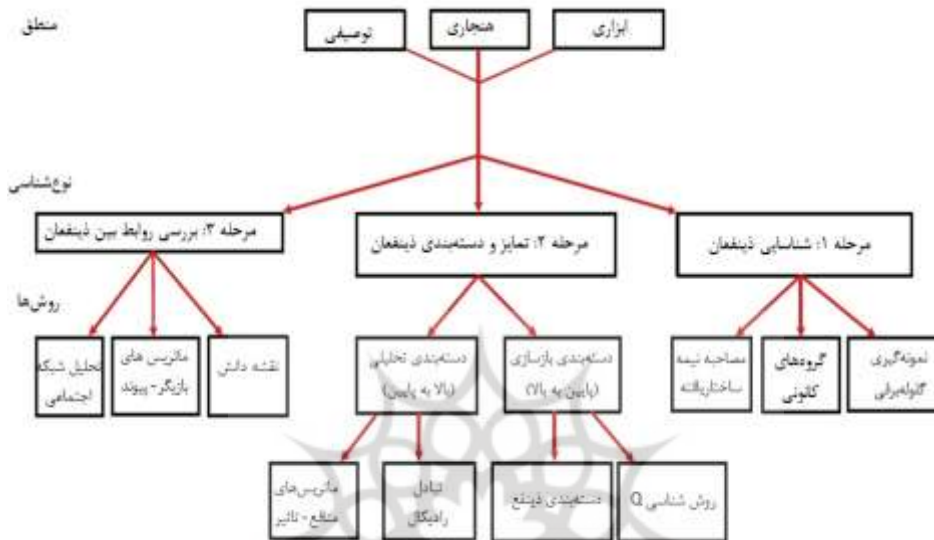 منطق
ابزاری
هنجاری
توصیفی
نوع‌شناسی
مرحله ۱: شناسایی ذینفعان
مرحله ۲: تمایز و دسته‌بندی ذینفعان
مرحله ۳: بررسی روابط بین ذینفعان
روش‌ها
نمونه‌گیری
گلوله‌برفی
گروه‌های
کانونی
مصاحبه نیمه
ساختاریافته
دسته‌بندی بازسازی
(پایین به بالا)
دسته‌بندی تحلیلی
(بالا به پایین)
نقشه دانش
ماتریس های
بازیگر-پیوند
تحلیل شبکه
اجتماعی
روش شناسی Q
دسته‌بندی ذینفع
تبادل
رادیکال
ماتریس‌های
منافع-تاثیر